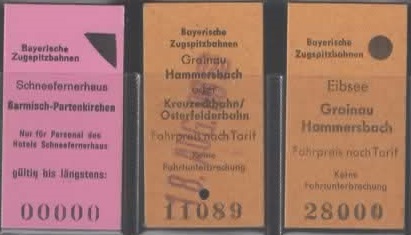 Bayerische
Zugspitzbahnen
Schneefernerhaus
Garmisch-Partenkirchen
Nur für Personal des
Hotels Schneefernerhaus
gültig bis längstens:
00000
Bayerische
Zugspitzbahnen
Grainau
Hammersbach
oder
Kreuzeckbahn/
Osterfelderbahn
Fahrpreis nach Tarif
Keine
Fahrtunterbrechung
11089
Bayerische
Zugspitzbahnen
Eibsee
Grainau
Hammersbach
Fahrpreis nach Tarif
Keine
Fahrtunterbrechung
28000